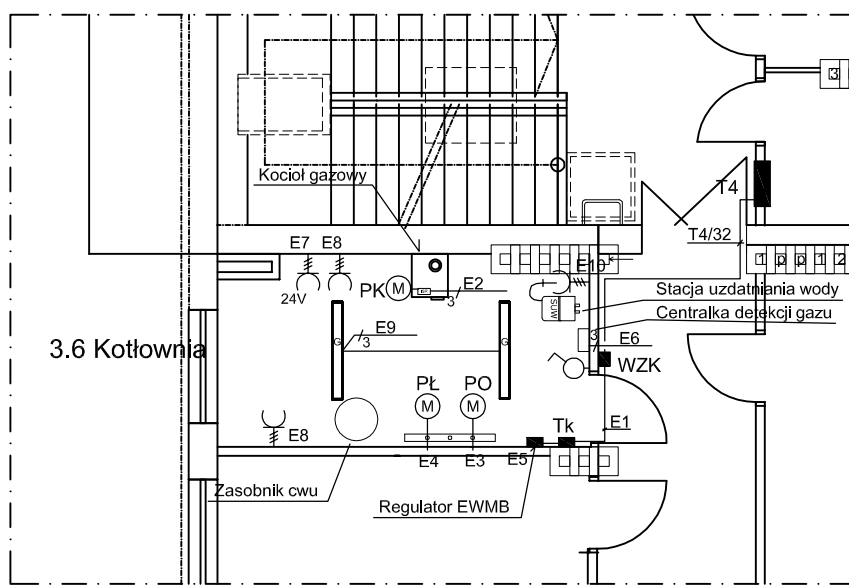 3
Kocioł gazowy
T4
T4/32
E7 E8
E10
1 p p 1 2
24V
PK M
E2
3
Stacja uzdatniania wody
SUW
Centralka detekcji gazu
G
E9
3
G
3
E6
3.6 Kotłownia
WZK
PŁ PO
M M
E1
Tk
E8
E4 E3 E5
Zasobnik cwu
Regulator EWMB